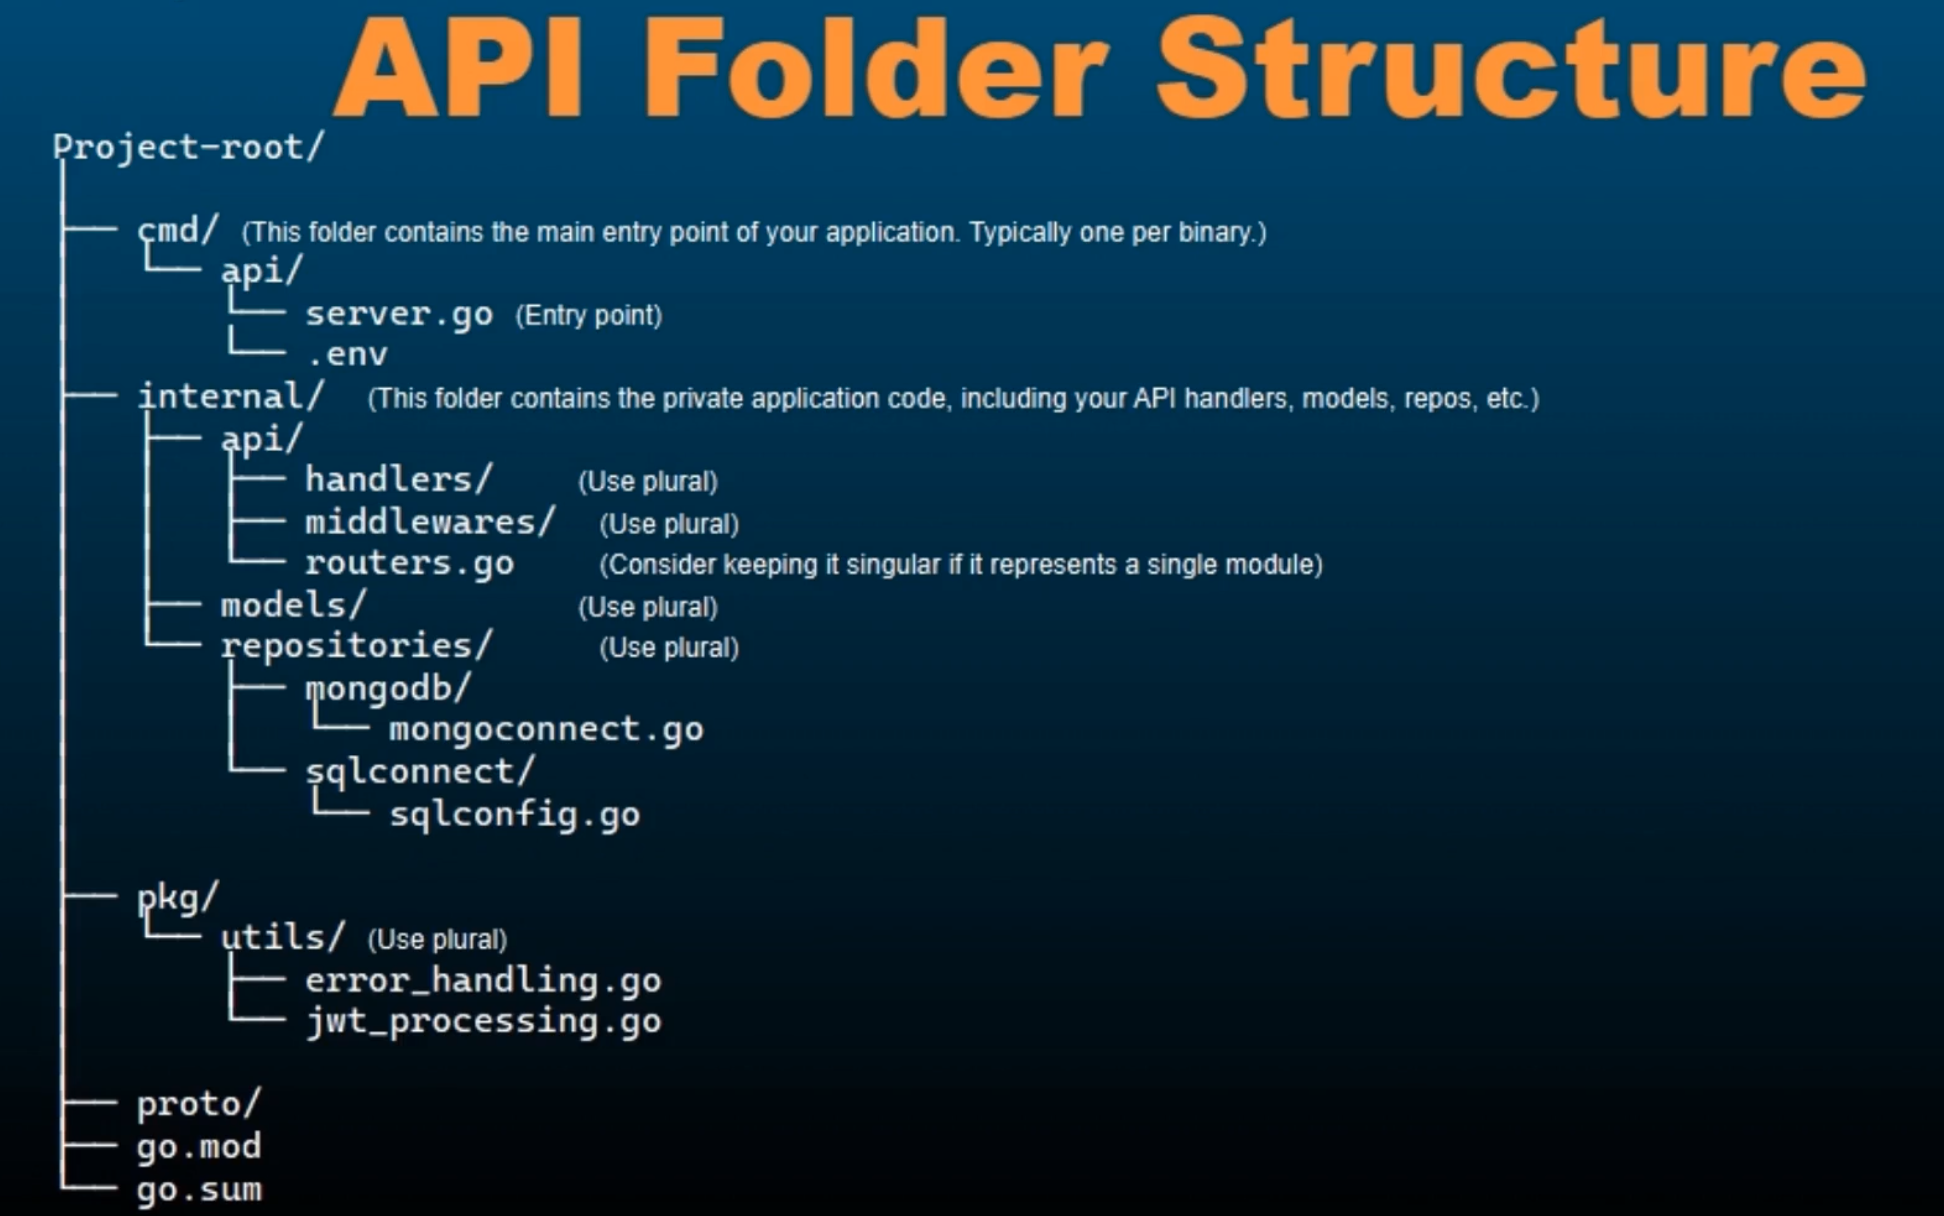 API Folder Structure
Project-root/
cmd/ (This folder contains the main entry point of your application. Typically one per binary.)
api/
server.go (Entry point)
.env
internal/ (This folder contains the private application code, including your API handlers, models, repos, etc.)
api/
handlers/ (Use plural)
middlewares/ (Use plural)
routers.go (Consider keeping it singular if it represents a single module)
models/ (Use plural)
repositories/ (Use plural)
mongodb/
mongoconnect.go
sqlconnect/
sqlconfig.go
pkg/
utils/ (Use plural)
error_handling.go
jwt_processing.go
proto/
go.mod
go.sum